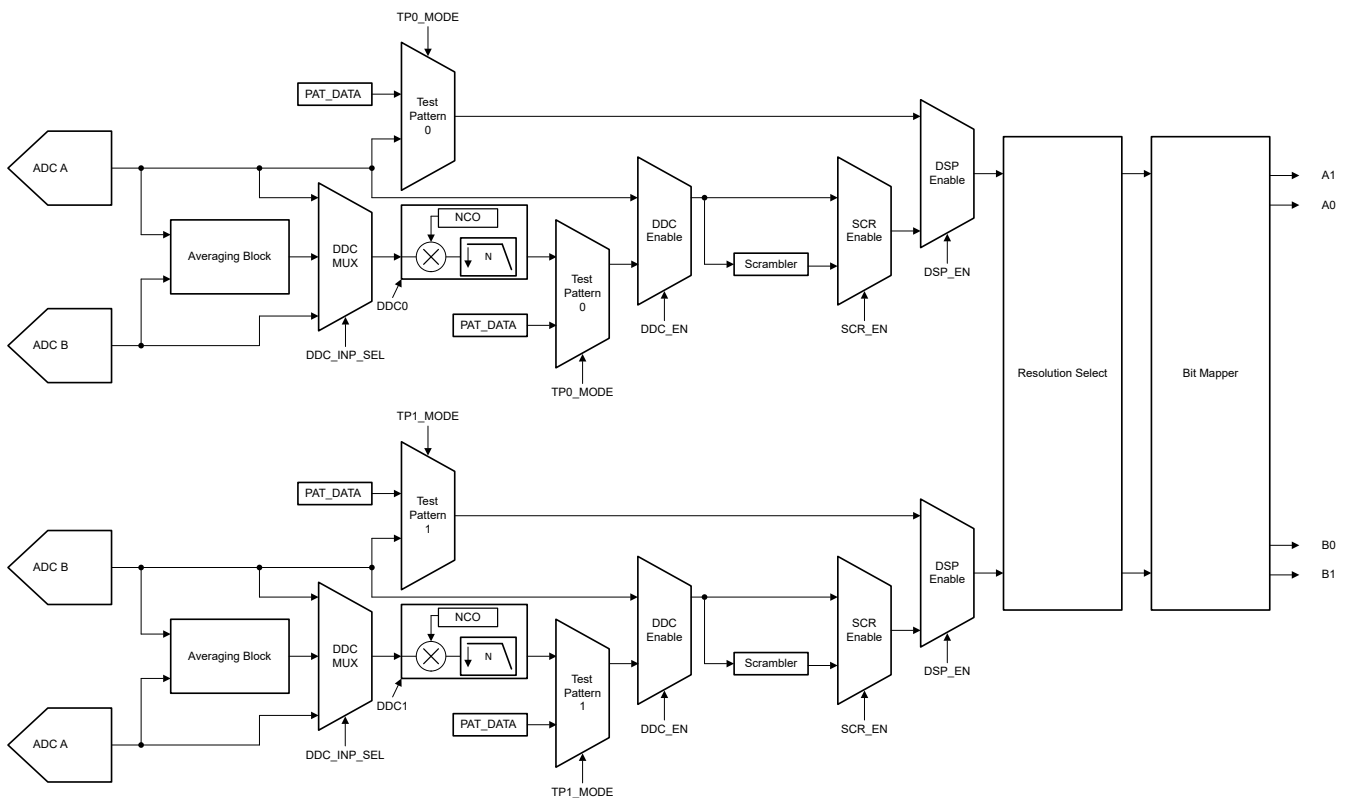 TP0_MODE
PAT_DATA
Test
Pattern
0
ADC A
Averaging Block
DDC
MUX
NCO
N
DDC0
ADC B
DDC_INP_SEL
PAT_DATA
Test
Pattern
0
TP0_MODE
DDC
Enable
DDC_EN
Scrambler
SCR
Enable
SCR_EN
DSP
Enable
DSP_EN
Resolution Select
Bit Mapper
A1
A0
TP1_MODE
PAT_DATA
Test
Pattern
1
ADC B
Averaging Block
DDC
MUX
NCO
N
DDC1
ADC A
DDC_INP_SEL
PAT_DATA
Test
Pattern
1
TP1_MODE
DDC
Enable
DDC_EN
Scrambler
SCR
Enable
SCR_EN
DSP
Enable
DSP_EN
B0
B1